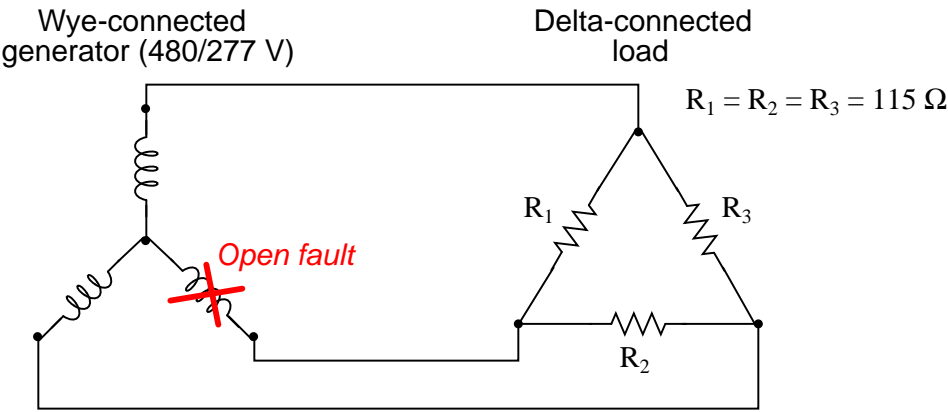 Wye-connected
generator (480/277 V)
Delta-connected
load
R₁ = R₂ = R₃ = 115 Ω
R₁
R₃
Open fault
R₂